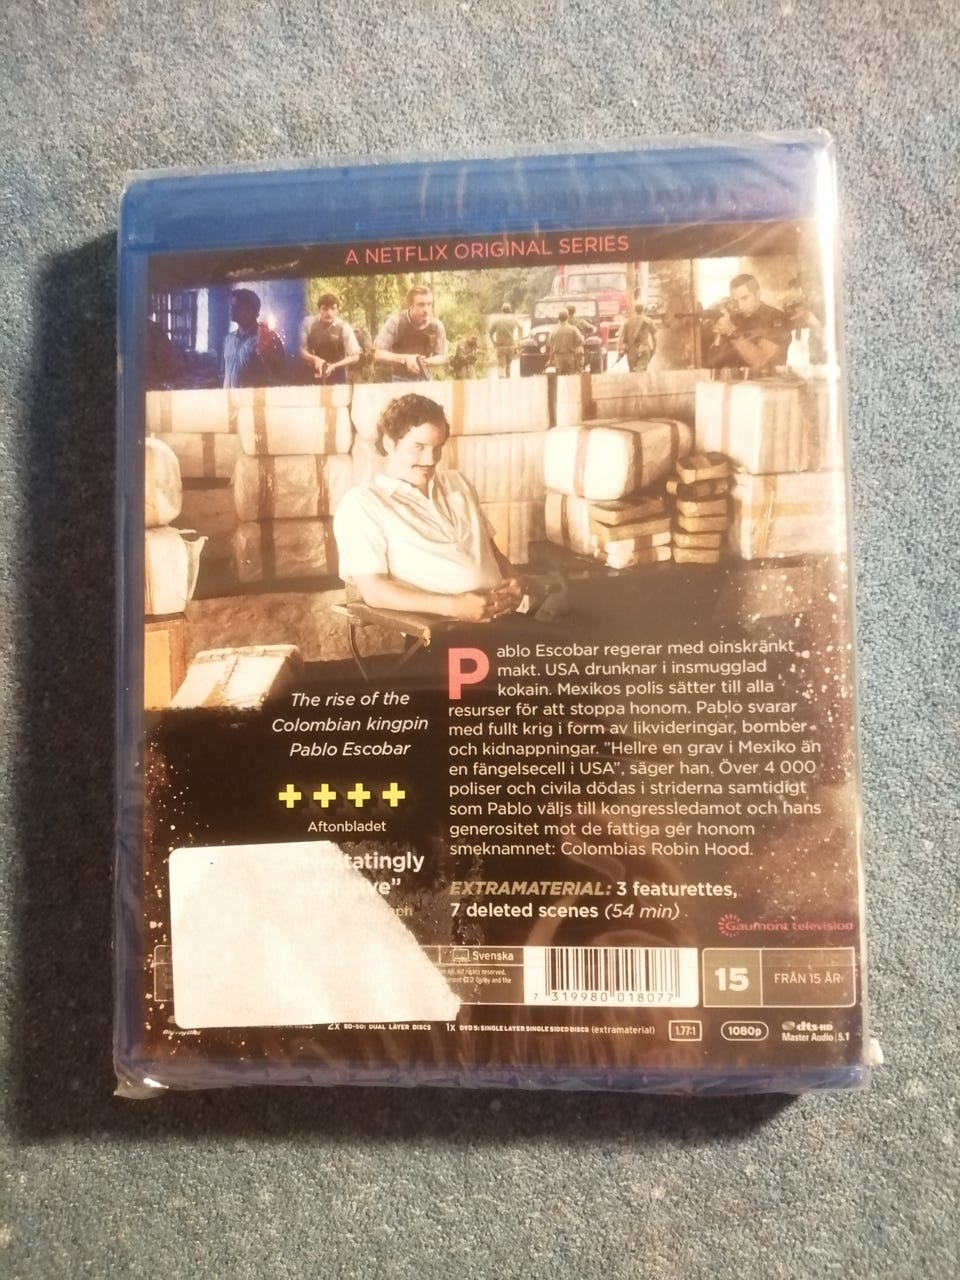 A NETFLIX ORIGINAL SERIES
The rise of the
Colombian kingpin
Pablo Escobar
++++
Aftonbladet
Pablo Escobar regerar med oinskränkt
makt. USA drunknar i insmugglad
kokain. Mexikos polis sätter till alla
resurser för att stoppa honom. Pablo svarar
med fullt krig i form av likvideringar, bomber
och kidnappningar. ”Hellre en grav i Mexiko än
en fängelsecell i USA”, säger han. Över 4 000
poliser och civila dödas i striderna samtidigt
som Pablo väljs till kongressledamot och hans
generositet mot de fattiga ger honom
smeknamnet: Colombias Robin Hood.
EXTRAMATERIAL: 3 featurettes,
7 deleted scenes (54 min)
Gaumont television
Svenska
7 319980 018077
15
FRÅN 15 ÅR
2X BD-50: DUAL LAYER DISCS 1x DVD 5: SINGLE LAYER SINGLE SIDED DISCS (extramaterial)
1.77:1
1080p
dts-HD
Master Audio 5.1